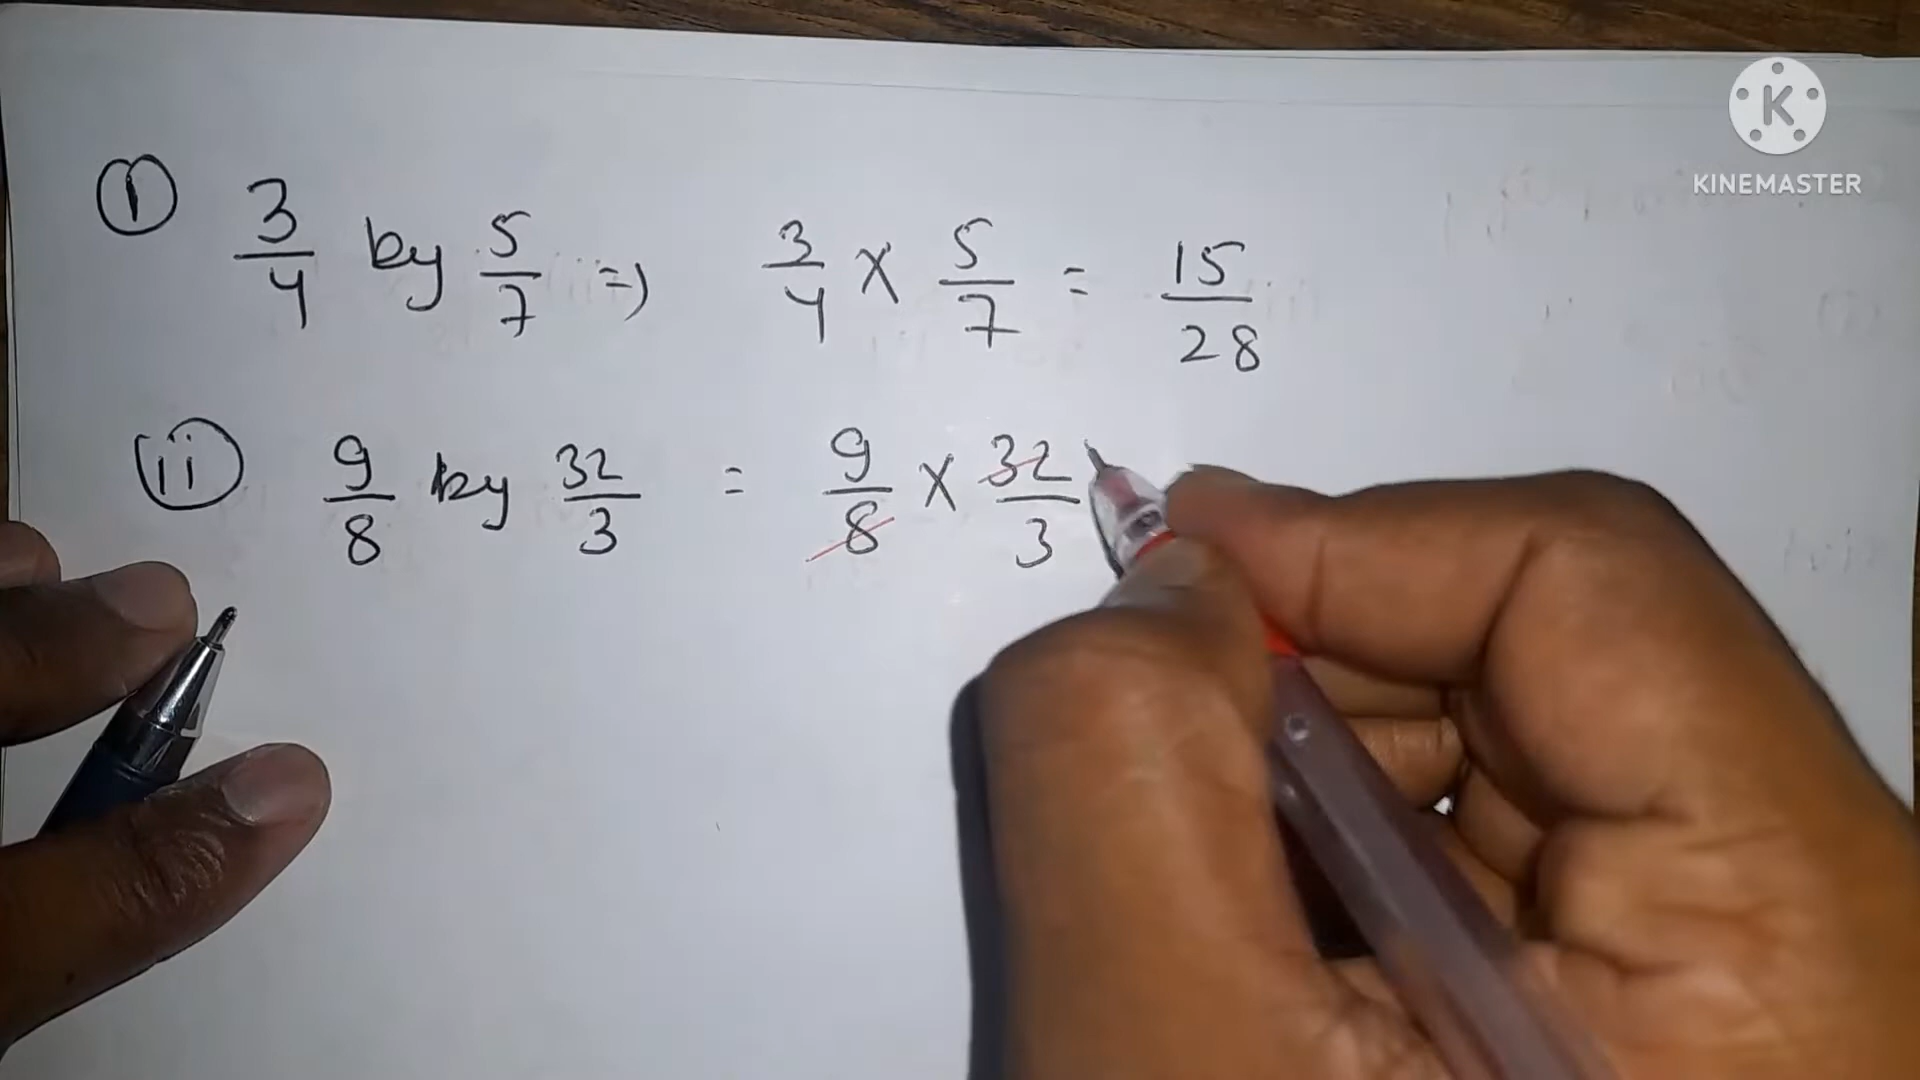 K
KINEMASTER
(i) 3/4 by 5/7 => 3/4 × 5/7 = 15/28
(ii) 9/8 by 32/3 = 9/8 × 32/3